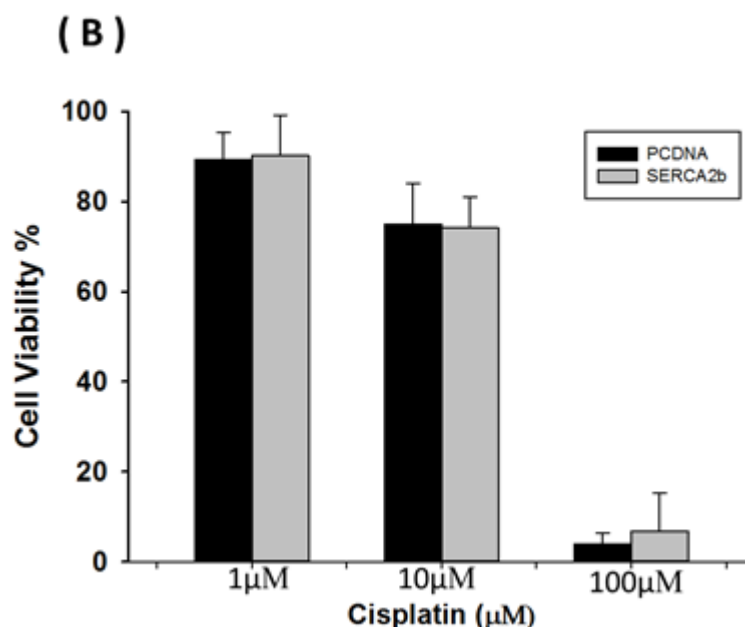 ( B )
100
80
60
40
20
0
Cell Viability %
PCDNA
SERCA2b
1μM 10μM 100μM
Cisplatin (μM)